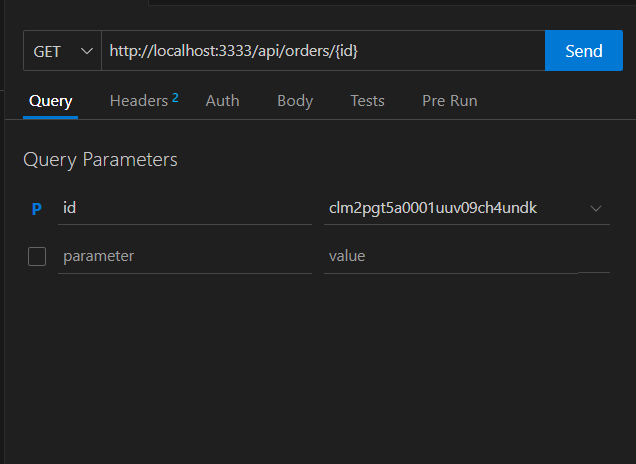 GET http://localhost:3333/api/orders/{id} Send
Query Headers 2 Auth Body Tests Pre Run
Query Parameters
P id clm2pgt5a0001uuv09ch4undk
parameter value